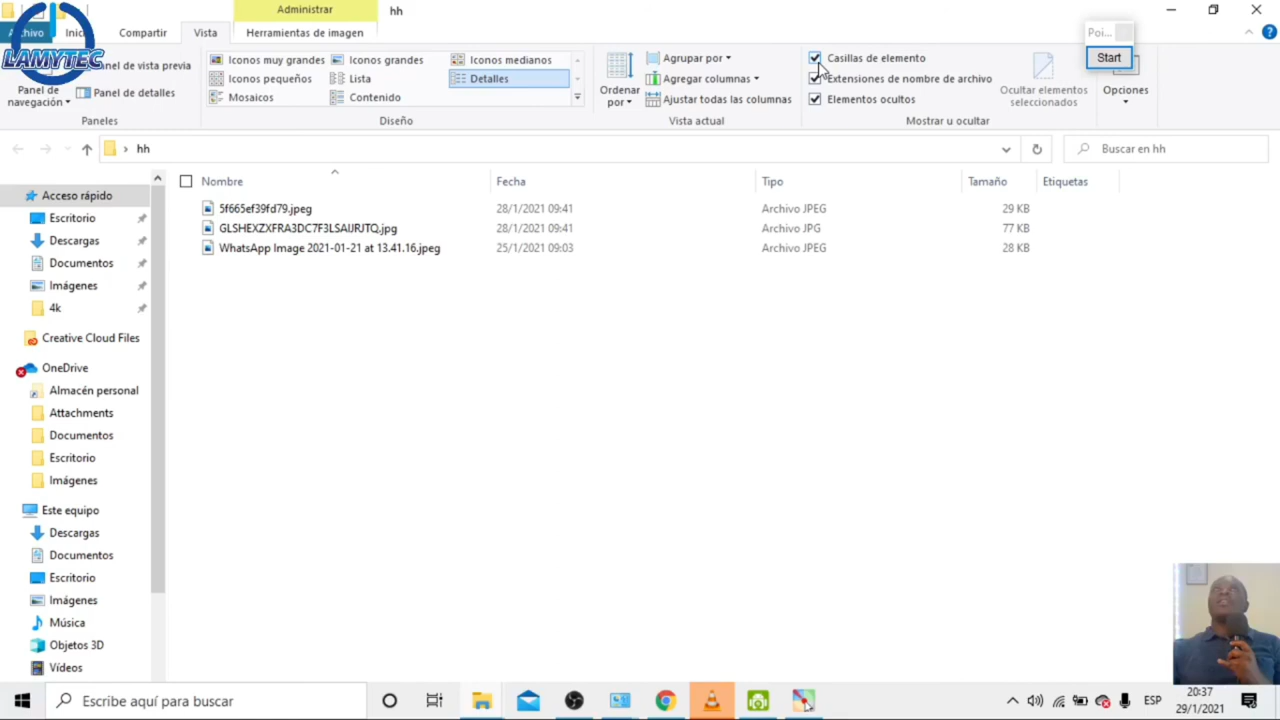 Administrar
hh
Archivo
Inici
Compartir
Vista
Herramientas de imagen
LAMYTEC
Poi...
Start
Panel de navegación
Panel de vista previa
Panel de detalles
Paneles
Iconos muy grandes
Iconos grandes
Iconos medianos
Iconos pequeños
Lista
Detalles
Mosaicos
Contenido
Diseño
Ordenar por
Agrupar por
Agregar columnas
Ajustar todas las columnas
Vista actual
Casillas de elemento
Extensiones de nombre de archivo
Elementos ocultos
Ocultar elementos seleccionados
Mostrar u ocultar
Opciones
hh
Buscar en hh
Nombre
Fecha
Tipo
Tamaño
Etiquetas
5f665ef39fd79.jpeg
28/1/2021 09:41
Archivo JPEG
29 KB
GLSHEXZXFRA3DC7F3LSAIJRJTQ.jpg
28/1/2021 09:41
Archivo JPG
77 KB
WhatsApp Image 2021-01-21 at 13.41.16.jpeg
25/1/2021 09:03
Archivo JPEG
28 KB
Acceso rápido
Escritorio
Descargas
Documentos
Imágenes
4k
Creative Cloud Files
OneDrive
Almacén personal
Attachments
Documentos
Escritorio
Imágenes
Este equipo
Descargas
Documentos
Escritorio
Imágenes
Música
Objetos 3D
Vídeos
Escribe aquí para buscar
ESP
20:37
29/1/2021